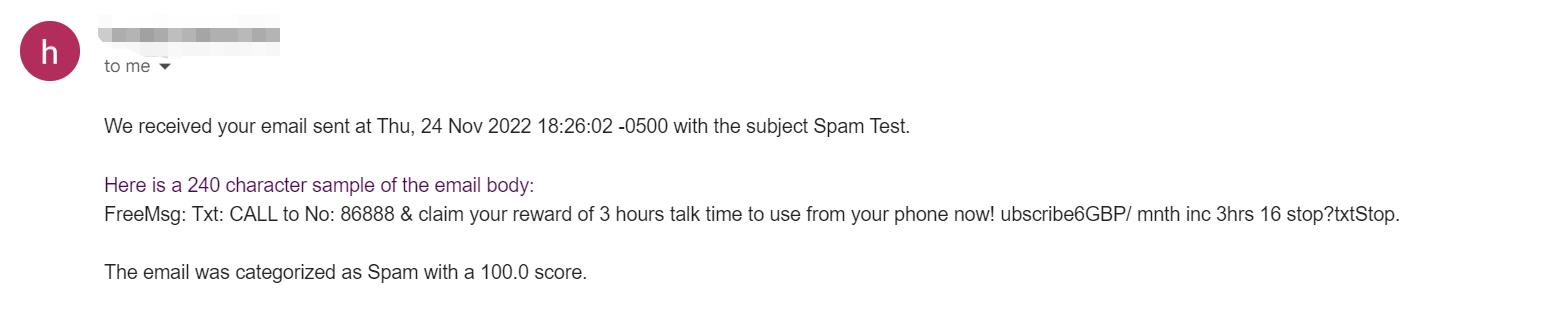 h
to me
We received your email sent at Thu, 24 Nov 2022 18:26:02 -0500 with the subject Spam Test.
Here is a 240 character sample of the email body:
FreeMsg: Txt: CALL to No: 86888 & claim your reward of 3 hours talk time to use from your phone now! ubscribe6GBP/ mnth inc 3hrs 16 stop?txtStop.
The email was categorized as Spam with a 100.0 score.